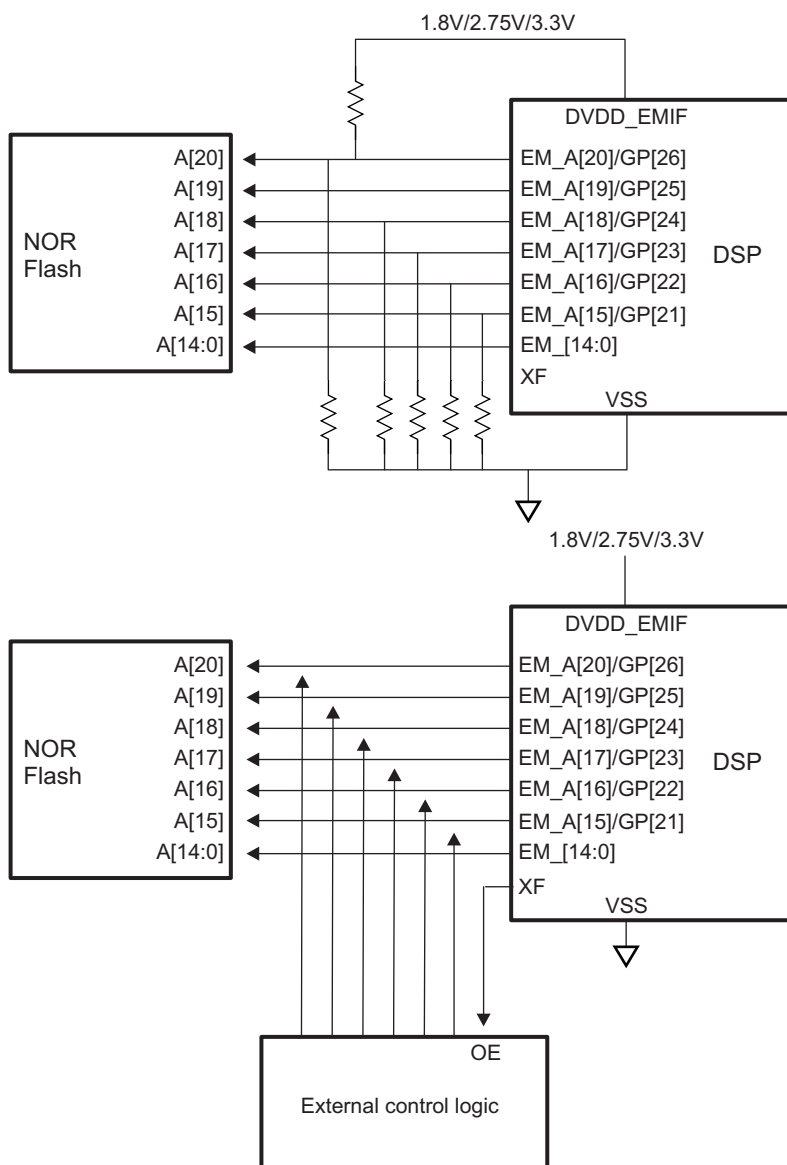 1.8V/2.75V/3.3V
DVDD_EMIF
A[20]
EM_A[20]/GP[26]
A[19]
EM_A[19]/GP[25]
A[18]
EM_A[18]/GP[24]
NOR
Flash
A[17]
EM_A[17]/GP[23]
DSP
A[16]
EM_A[16]/GP[22]
A[15]
EM_A[15]/GP[21]
A[14:0]
EM_[14:0]
XF
VSS
1.8V/2.75V/3.3V
DVDD_EMIF
A[20]
EM_A[20]/GP[26]
A[19]
EM_A[19]/GP[25]
A[18]
EM_A[18]/GP[24]
NOR
Flash
A[17]
EM_A[17]/GP[23]
DSP
A[16]
EM_A[16]/GP[22]
A[15]
EM_A[15]/GP[21]
A[14:0]
EM_[14:0]
XF
VSS
OE
External control logic